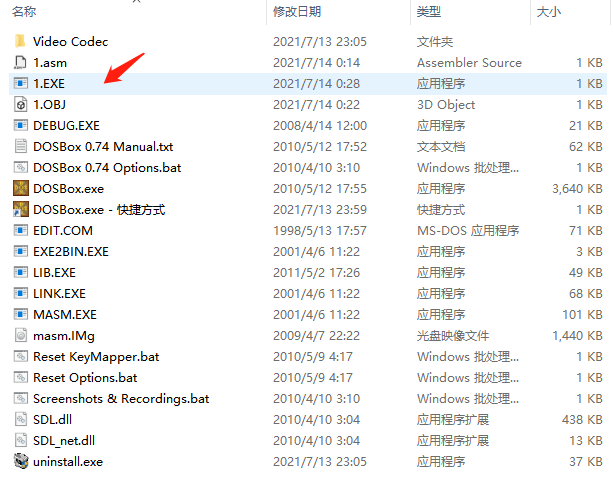 名称 修改日期 类型 大小
Video Codec 2021/7/13 23:05 文件夹
1.asm 2021/7/14 0:14 Assembler Source 1 KB
1.EXE 2021/7/14 0:28 应用程序 1 KB
1.OBJ 2021/7/14 0:22 3D Object 1 KB
DEBUG.EXE 2008/4/14 12:00 应用程序 21 KB
DOSBox 0.74 Manual.txt 2010/5/12 17:52 文本文档 62 KB
DOSBox 0.74 Options.bat 2010/4/10 3:10 Windows 批处理... 1 KB
DOSBox.exe 2010/5/12 17:55 应用程序 3,640 KB
DOSBox.exe - 快捷方式 2021/7/13 23:59 快捷方式 1 KB
EDIT.COM 1998/5/13 17:57 MS-DOS 应用程序 71 KB
EXE2BIN.EXE 2001/4/6 11:22 应用程序 3 KB
LIB.EXE 2011/5/2 17:26 应用程序 49 KB
LINK.EXE 2001/4/6 11:22 应用程序 68 KB
MASM.EXE 2001/4/6 11:22 应用程序 101 KB
masm.IMg 2009/4/7 22:22 光盘映像文件 1,440 KB
Reset KeyMapper.bat 2010/5/9 4:17 Windows 批处理... 1 KB
Reset Options.bat 2010/5/9 4:17 Windows 批处理... 1 KB
Screenshots & Recordings.bat 2010/4/10 3:10 Windows 批处理... 1 KB
SDL.dll 2010/4/10 3:04 应用程序扩展 438 KB
SDL_net.dll 2010/4/10 3:04 应用程序扩展 13 KB
uninstall.exe 2021/7/13 23:05 应用程序 37 KB